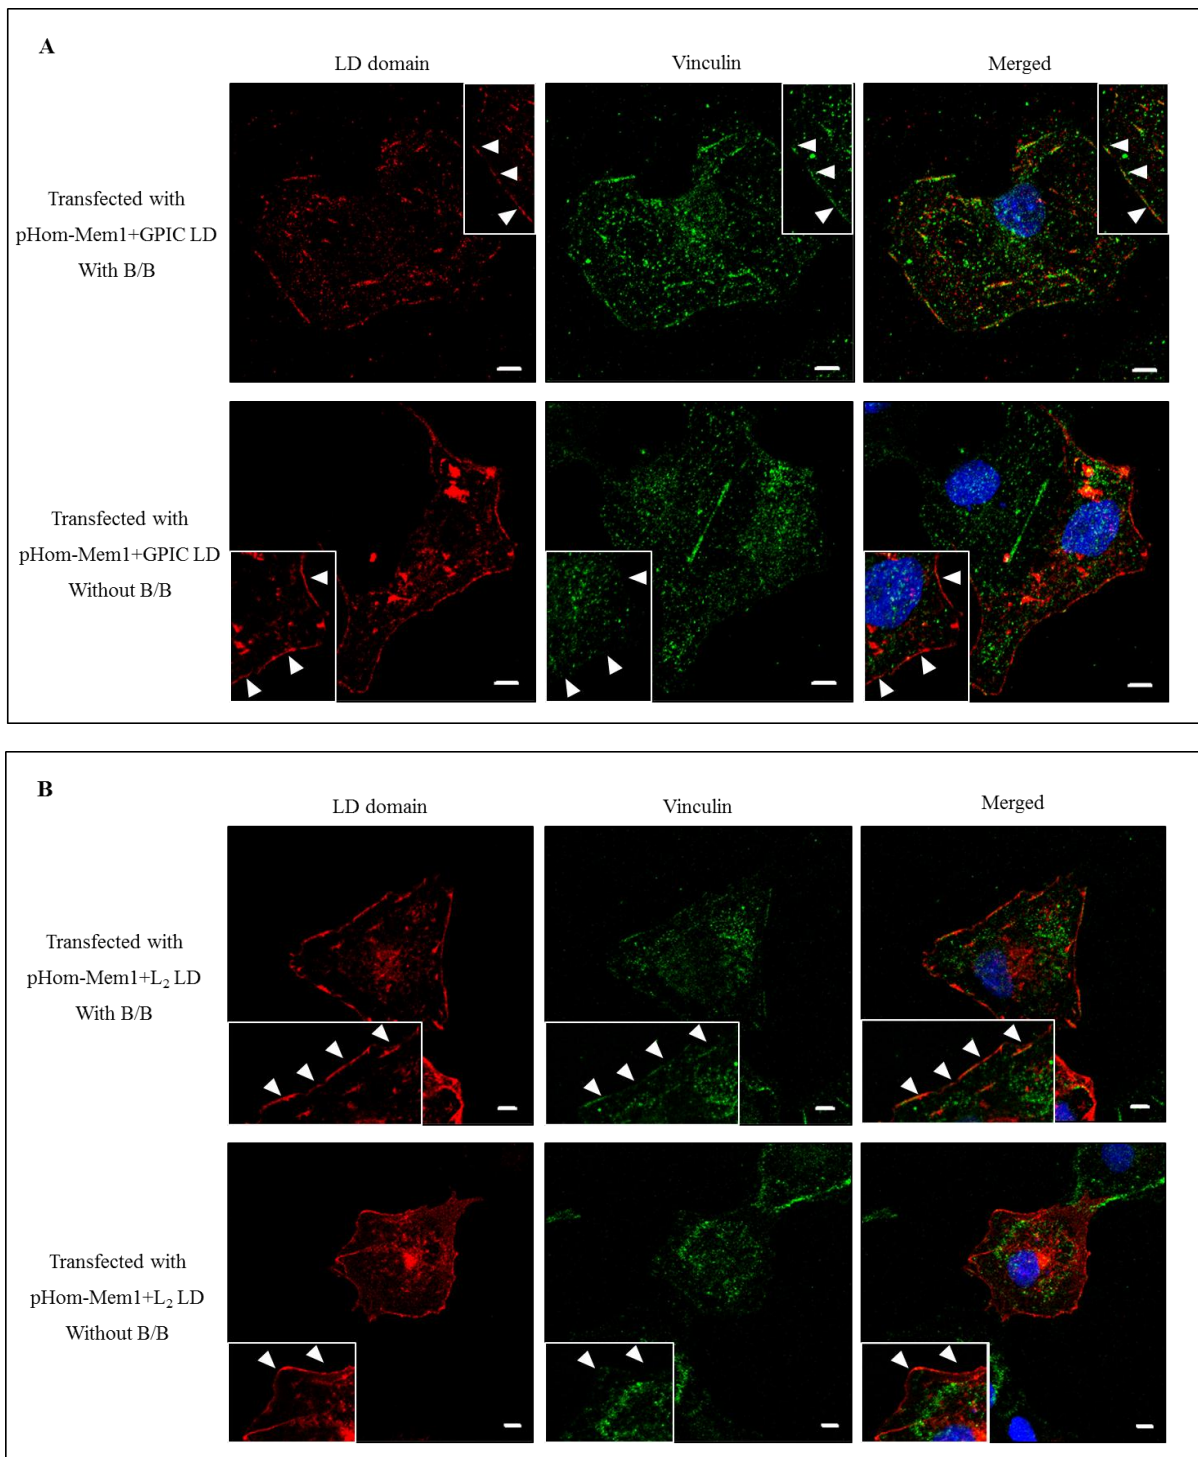 A
LD domain
Vinculin
Merged
Transfected with
pHom-Mem1+GPIC LD
With B/B
Transfected with
pHom-Mem1+GPIC LD
Without B/B
B
LD domain
Vinculin
Merged
Transfected with
pHom-Mem1+L₂ LD
With B/B
Transfected with
pHom-Mem1+L₂ LD
Without B/B